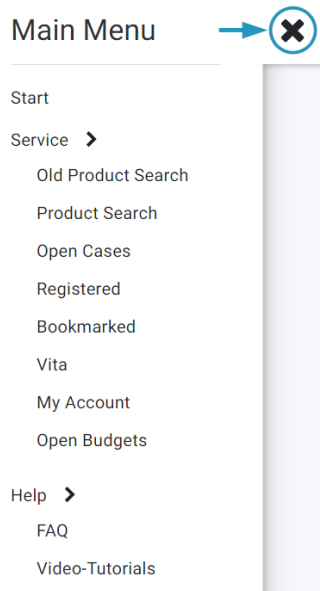 Main Menu
Start
Service
Old Product Search
Product Search
Open Cases
Registered
Bookmarked
Vita
My Account
Open Budgets
Help
FAQ
Video-Tutorials